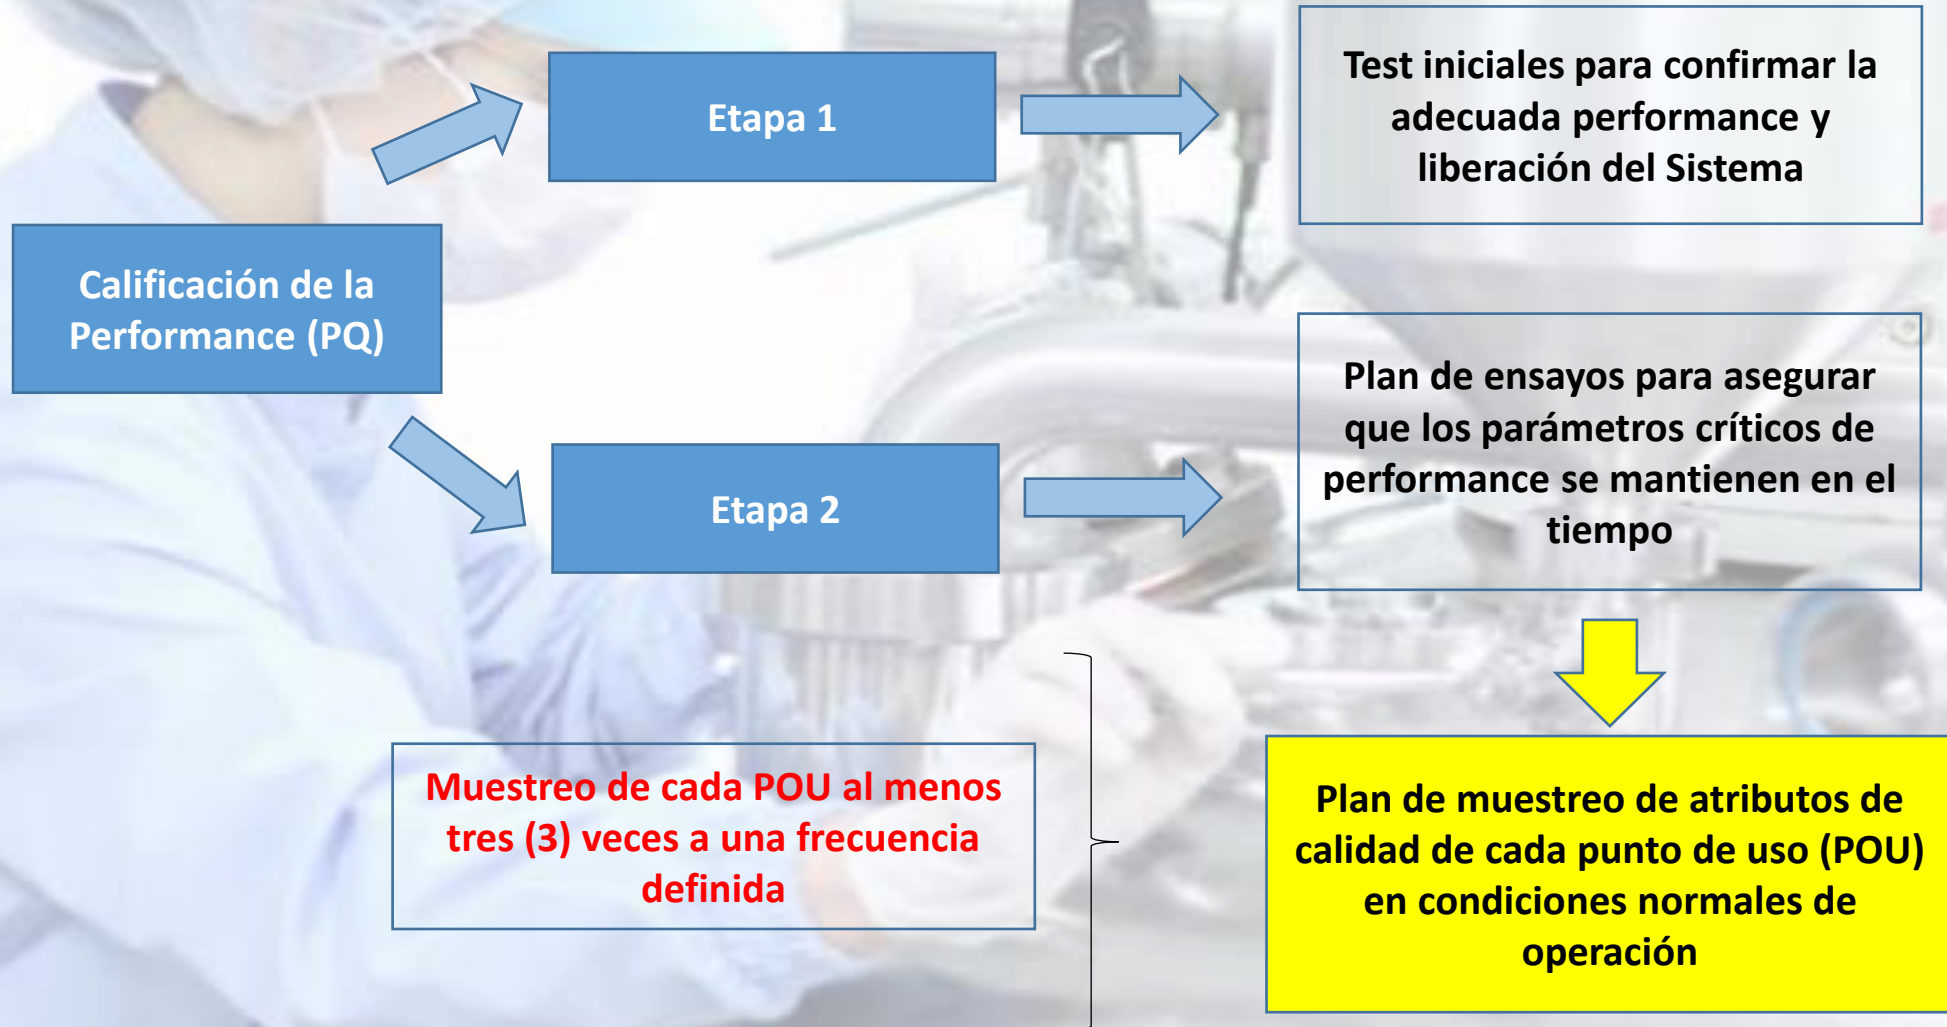 Etapa 1
Test iniciales para confirmar la
adecuada performance y
liberación del Sistema
Calificación de la
Performance (PQ)
Etapa 2
Plan de ensayos para asegurar
que los parámetros críticos de
performance se mantienen en el
tiempo
Muestreo de cada POU al menos
tres (3) veces a una frecuencia
definida
Plan de muestreo de atributos de
calidad de cada punto de uso (POU)
en condiciones normales de
operación